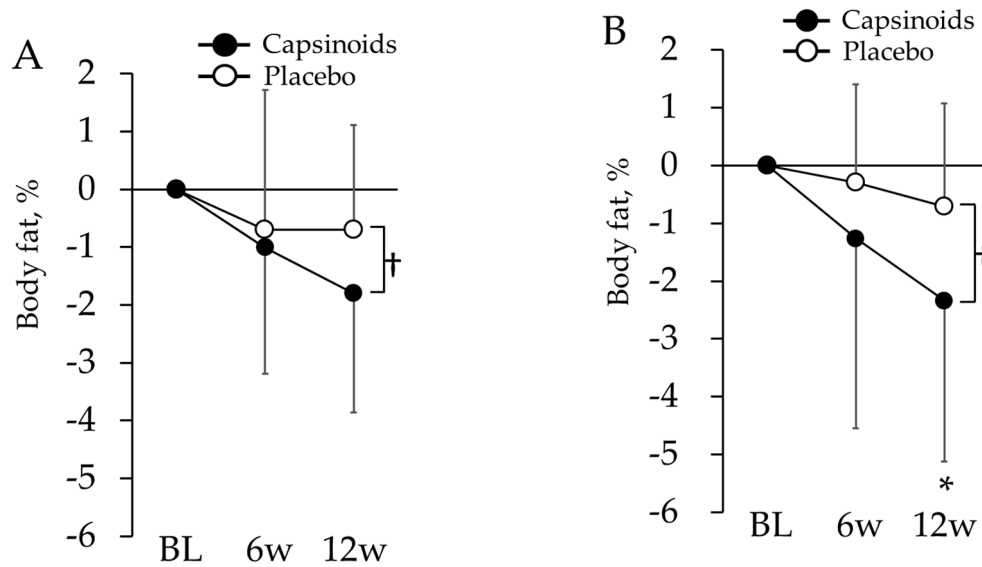 A
Capsinoids
Placebo
2
1
0
-1
-2
-3
-4
-5
-6
Body fat, %
†
BL 6w 12w
B
Capsinoids
Placebo
2
1
0
-1
-2
-3
-4
-5
-6
Body fat, %
*
BL 6w 12w